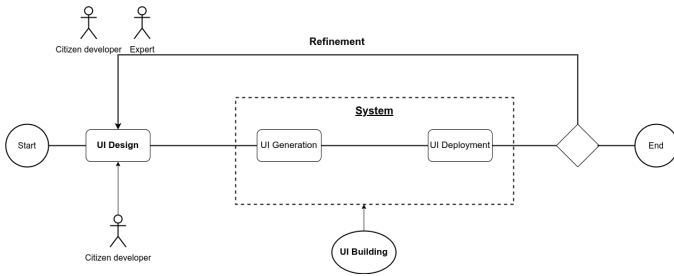 Citizen developer Expert
Refinement
System
Start
UI Design
UI Generation
UI Deployment
End
Citizen developer
UI Building